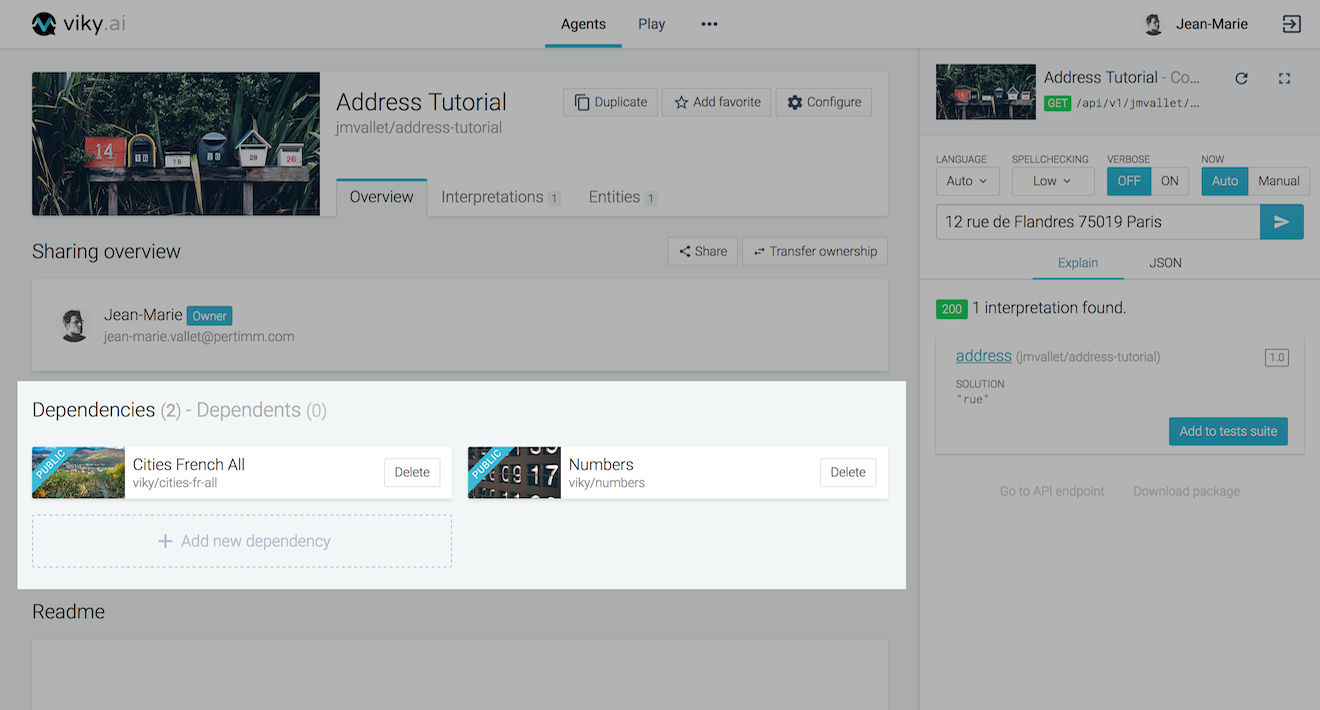 viky.ai
Agents
Play
Jean-Marie
14
16
18
20
28
26
Address Tutorial
jmvallet/address-tutorial
Duplicate
Add favorite
Configure
Overview
Interpretations 1
Entities 1
Sharing overview
Share
Transfer ownership
Jean-Marie Owner
jean-marie.vallet@pertimm.com
Dependencies (2) - Dependents (0)
PUBLIC
Cities French All
viky/cities-fr-all
Delete
PUBLIC
Numbers
viky/numbers
Delete
+ Add new dependency
Readme
Address Tutorial - Co...
GET /api/v1/jmvallet/...
LANGUAGE
Auto
SPELLCHECKING
Low
VERBOSE
OFF ON
NOW
Auto Manual
12 rue de Flandres 75019 Paris
Explain
JSON
200 1 interpretation found.
address (jmvallet/address-tutorial)
1.0
SOLUTION
"rue"
Add to tests suite
Go to API endpoint
Download package